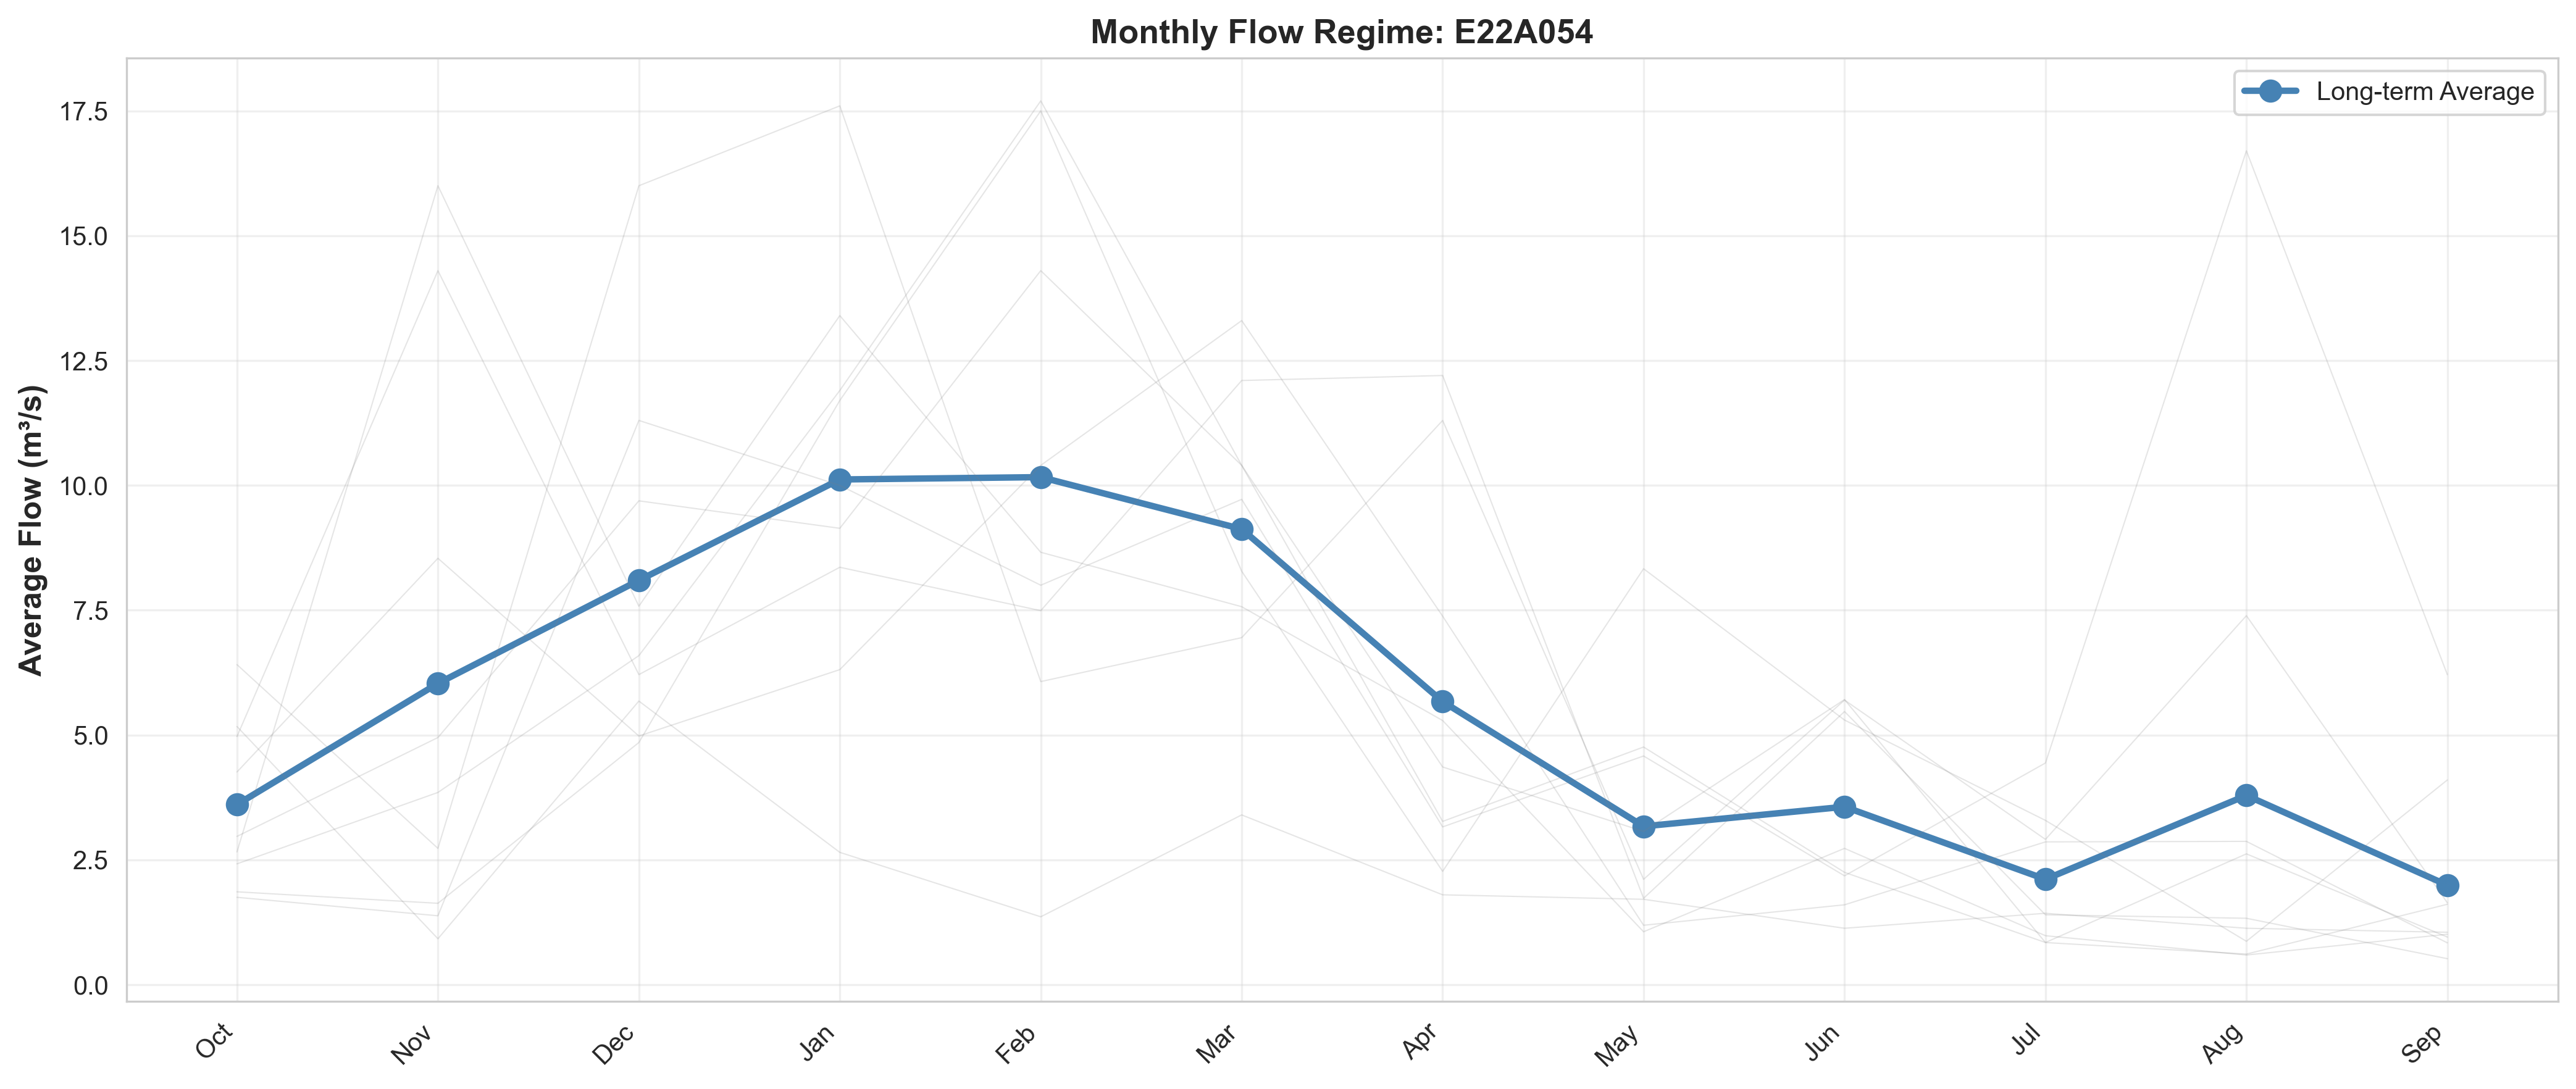 Monthly Flow Regime: E22A054
Long-term Average
Average Flow (m³/s)
17.5
15.0
12.5
10.0
7.5
5.0
2.5
0.0
Oct
Nov
Dec
Jan
Feb
Mar
Apr
May
Jun
Jul
Aug
Sep